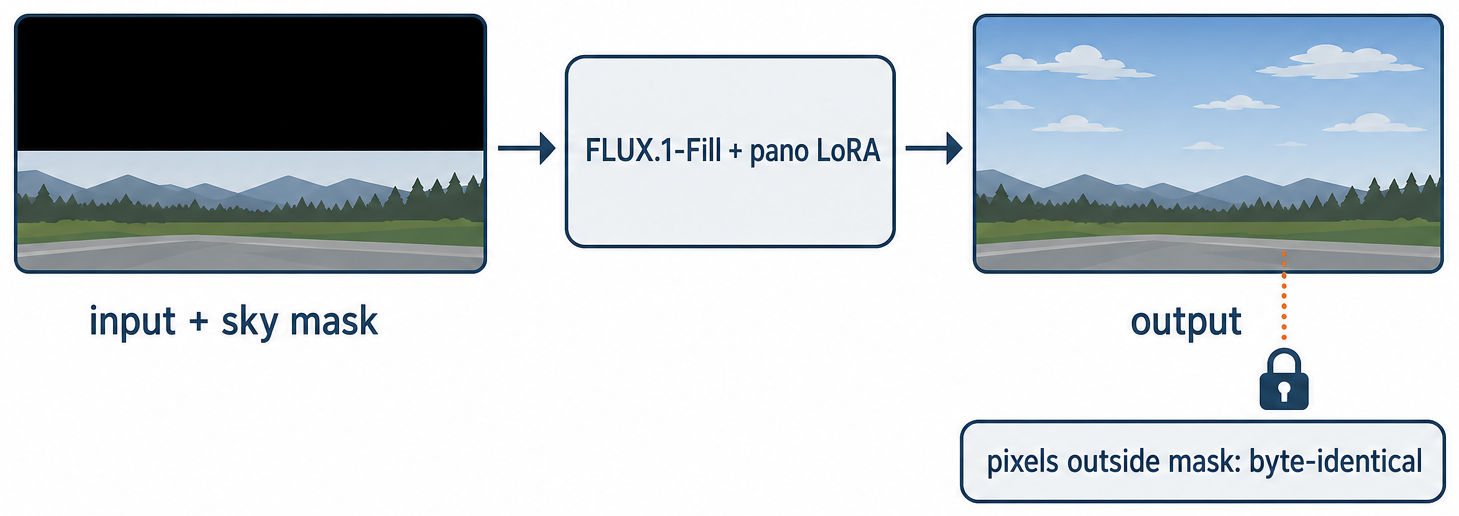 FLUX.1-Fill + pano LoRA
input + sky mask
output
pixels outside mask: byte-identical